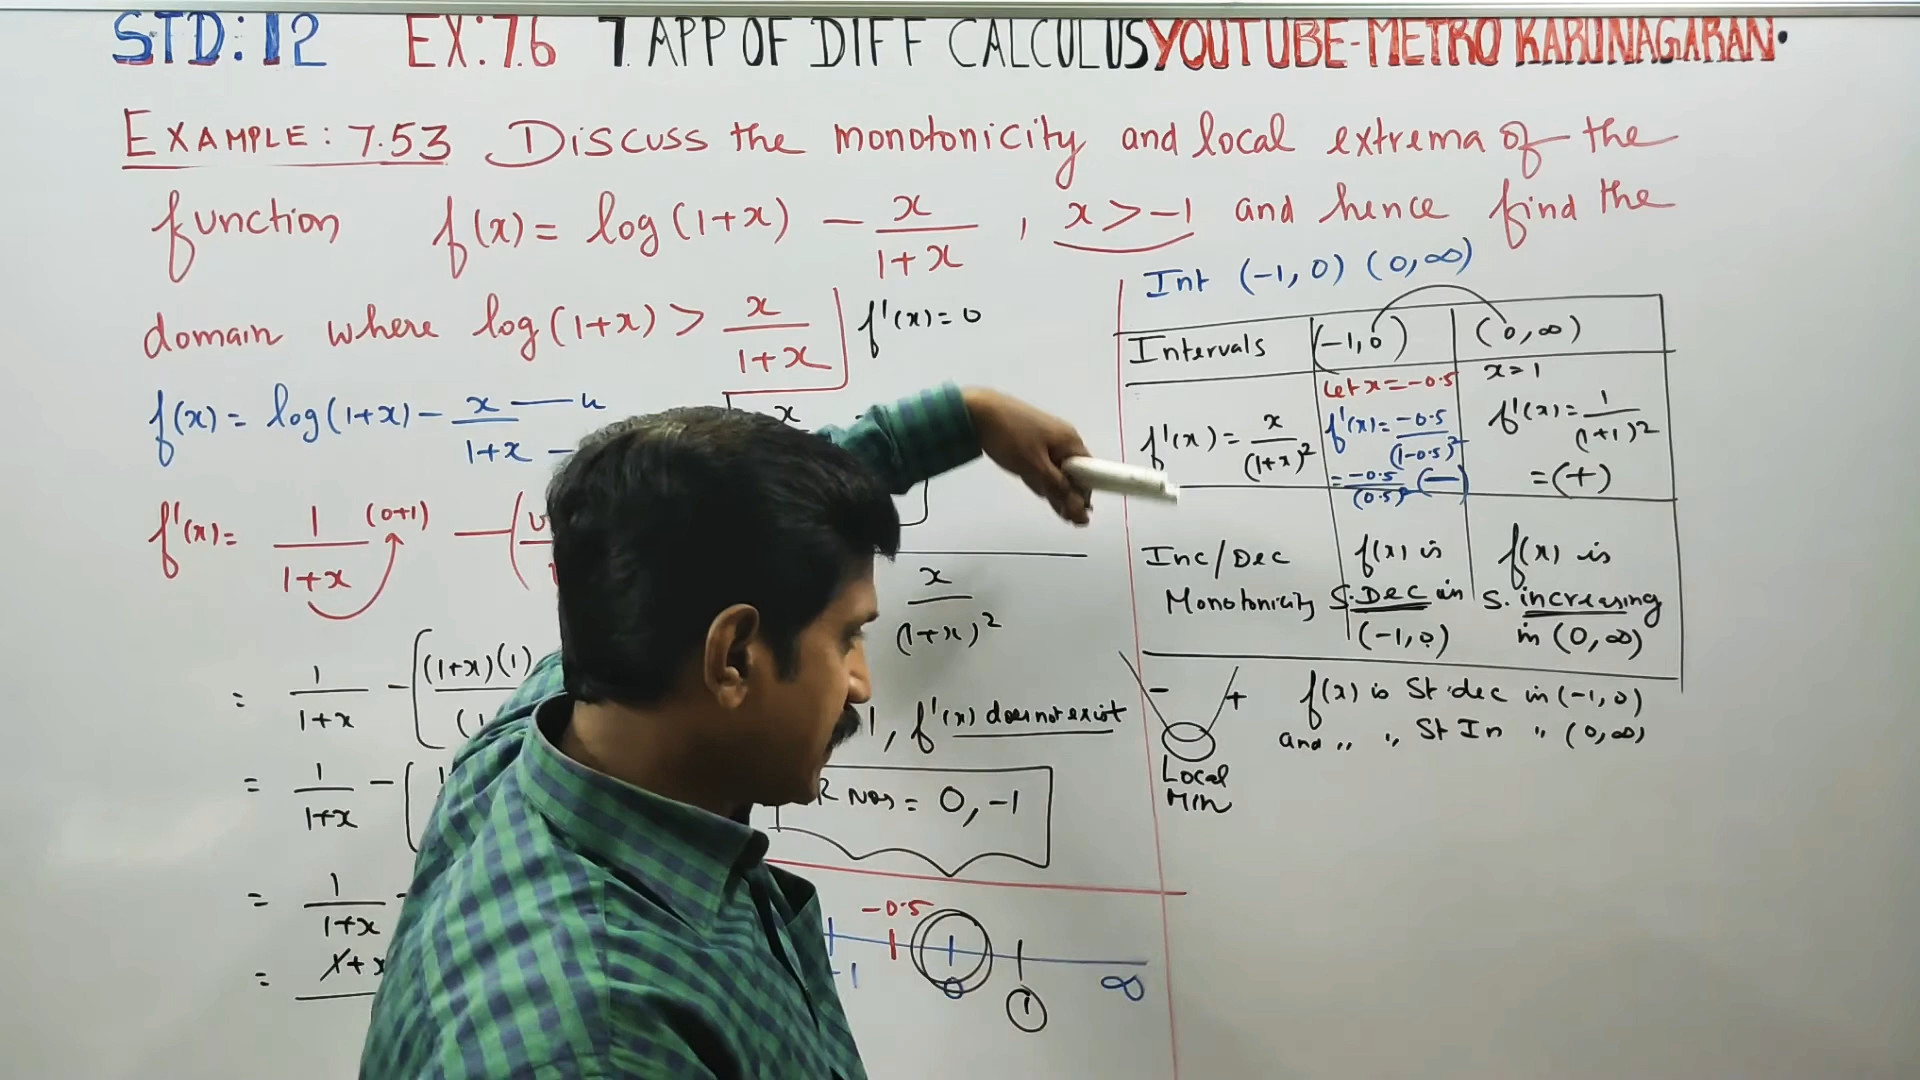 STD:12 EX:7.6 7 APP OF DIFF CALCULUS YOUTUBE-METRO KARUNAGARAN.
EXAMPLE: 7.53 Discuss the monotonicity and local extrema of the
function f(x) = log(1+x) - x/(1+x), x > -1 and hence find the
domain where log(1+x) > x/(1+x)
f(x) = log(1+x) - x/(1+x)
f'(x) = 1/(1+x) (0+1) - (
= 1/(1+x) - ((1+x)(1)
= 1/(1+x) - (
= 1/(1+x) -
=
f'(x) = 0
x
x/(1+x)²
, f'(x) does not exist
Nos = 0, -1
-0.5
-1 0 1 ∞
Int (-1, 0) (0, ∞)
Intervals (-1, 0) (0, ∞)
Let x = -0.5 x = 1
f'(x) = x/(1+x)² f'(x) = -0.5/(1-0.5)² f'(x) = 1/(1+1)²
= -0.5/(0.5)² (-) = (+)
Inc/Dec f(x) is f(x) is
Monotonicity S. Dec in S. increasing
(-1, 0) in (0, ∞)
- + f(x) is St. dec in (-1, 0)
and " " St In " (0, ∞)
Local
Min